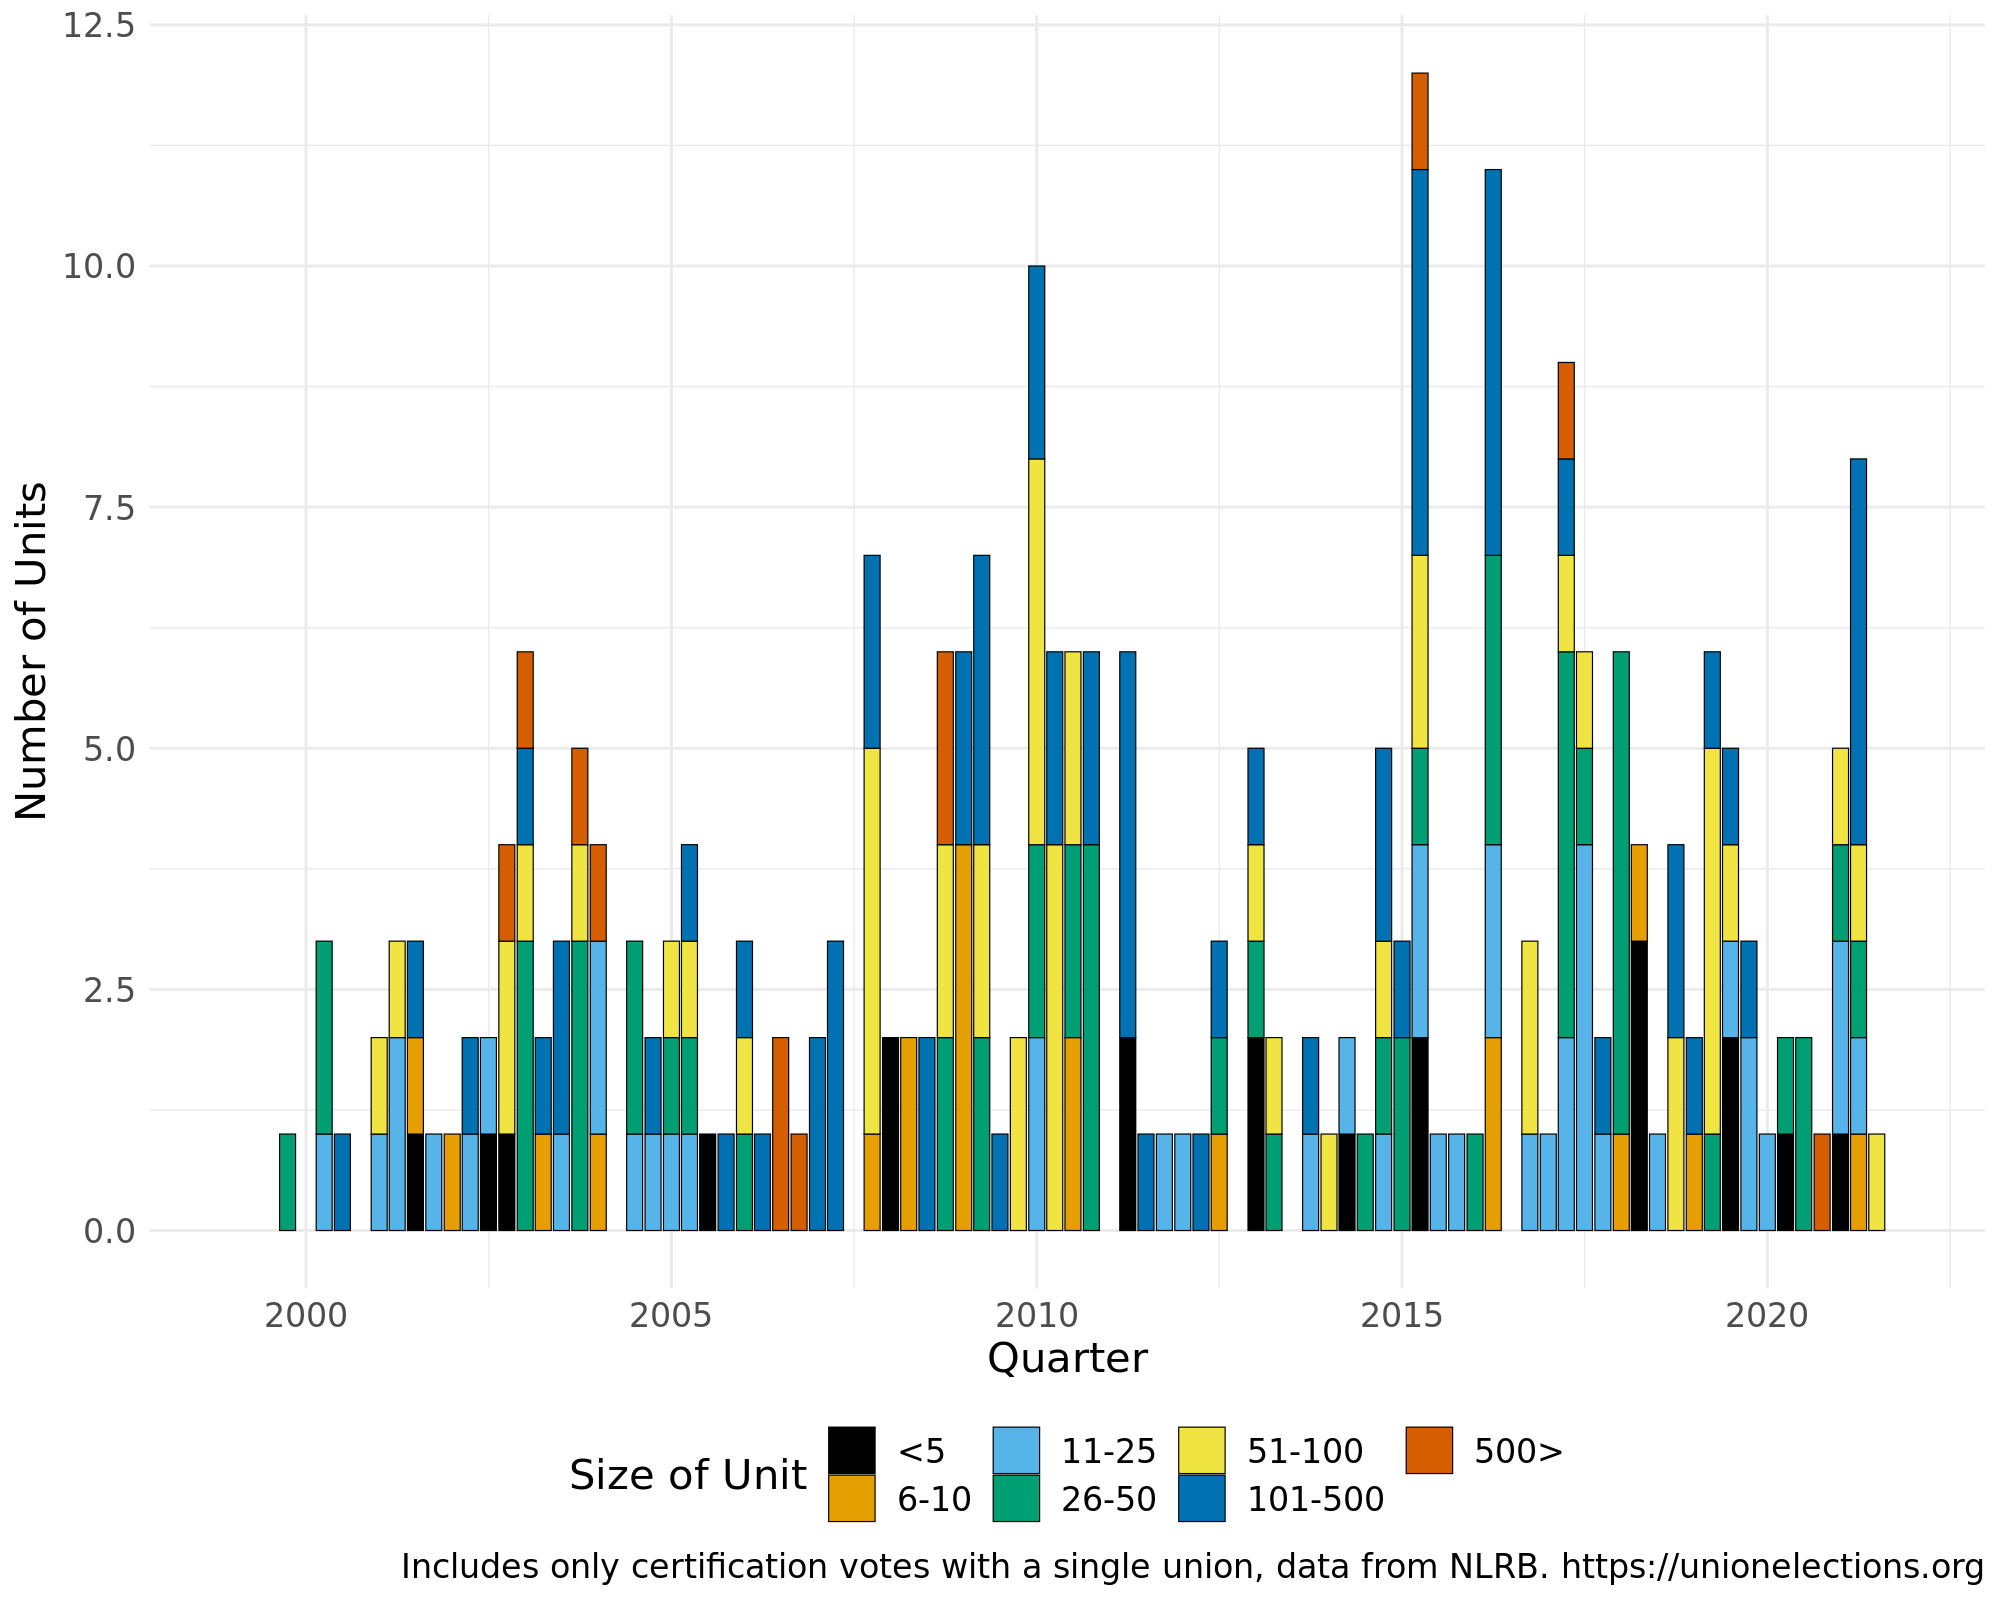 12.5
10.0
7.5
5.0
2.5
0.0
Number of Units
2000 2005 2010 2015 2020
Quarter
Size of Unit
<5 11-25 51-100 500>
6-10 26-50 101-500
Includes only certification votes with a single union, data from NLRB. https://unionelections.org